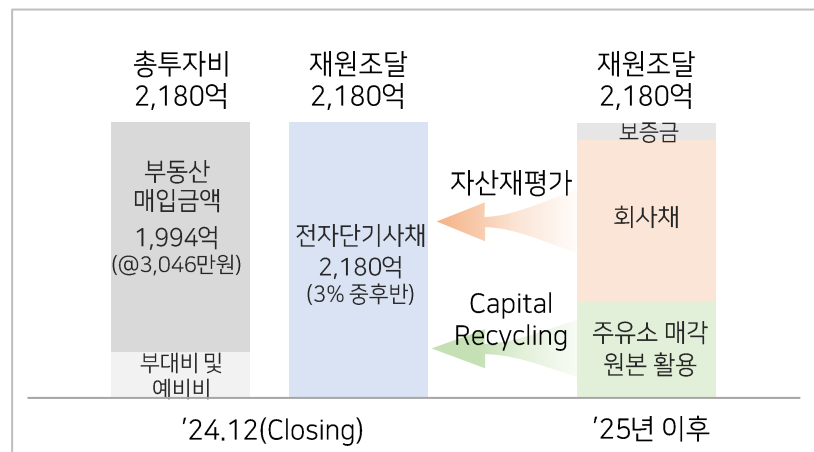 총투자비
2,180억
부동산
매입금액
1,994억
(@3,046만원)
부대비 및
예비비
재원조달
2,180억
전자단기사채
2,180억
(3% 중후반)
자산재평가
Capital
Recycling
재원조달
2,180억
보증금
회사채
주유소 매각
원본 활용
'24.12(Closing)
'25년 이후